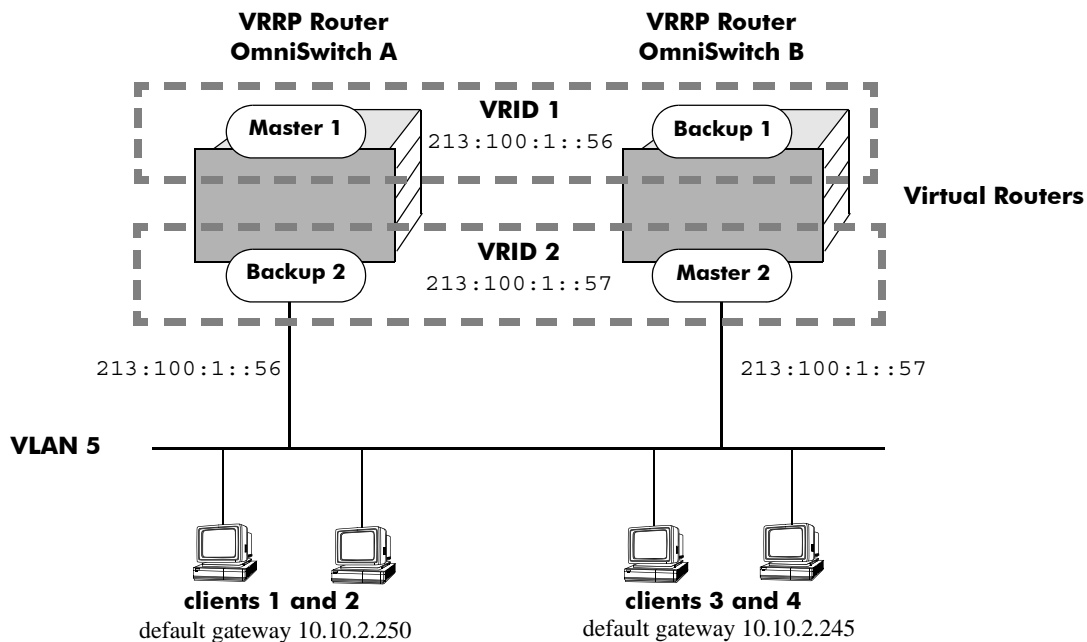 VRRP Router
OmniSwitch A
VRRP Router
OmniSwitch B
VRID 1
Master 1
Backup 1
213:100:1::56
Virtual Routers
VRID 2
Backup 2
Master 2
213:100:1::57
213:100:1::56
213:100:1::57
VLAN 5
clients 1 and 2
default gateway 10.10.2.250
clients 3 and 4
default gateway 10.10.2.245